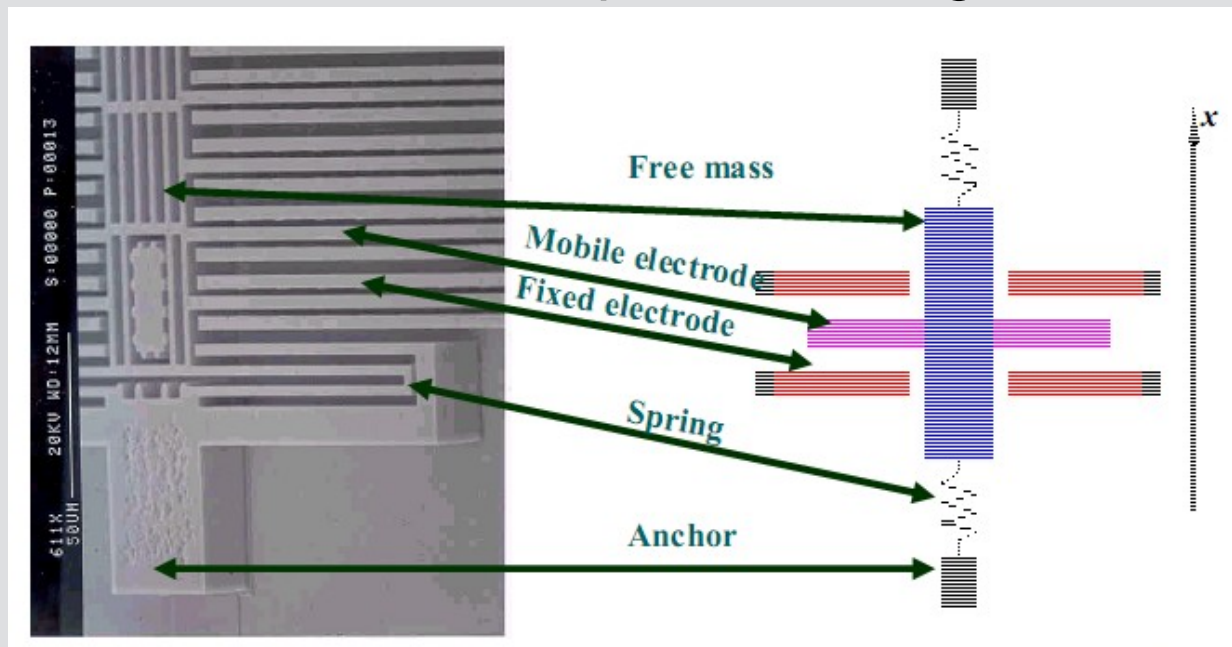 611X 20KV WD:12MM S:00000 P:00013
50UM
Free mass
Mobile electrode
Fixed electrode
Spring
Anchor
x